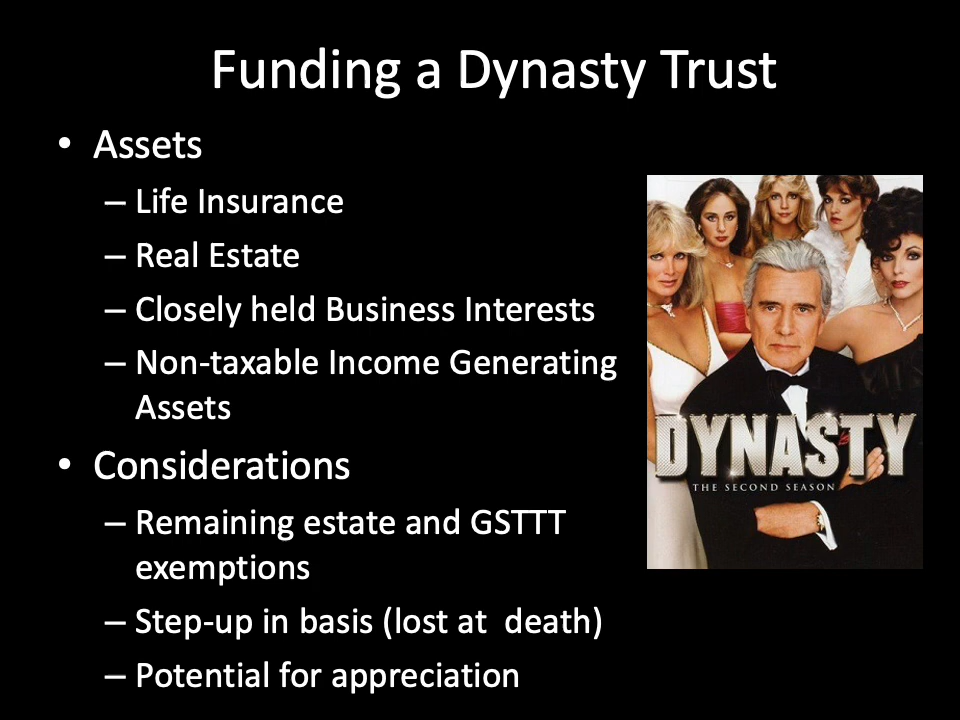 Funding a Dynasty Trust
• Assets
– Life Insurance
– Real Estate
– Closely held Business Interests
– Non-taxable Income Generating
Assets
• Considerations
– Remaining estate and GSTTT
exemptions
– Step-up in basis (lost at  death)
– Potential for appreciation
DYNASTY
THE SECOND SEASON